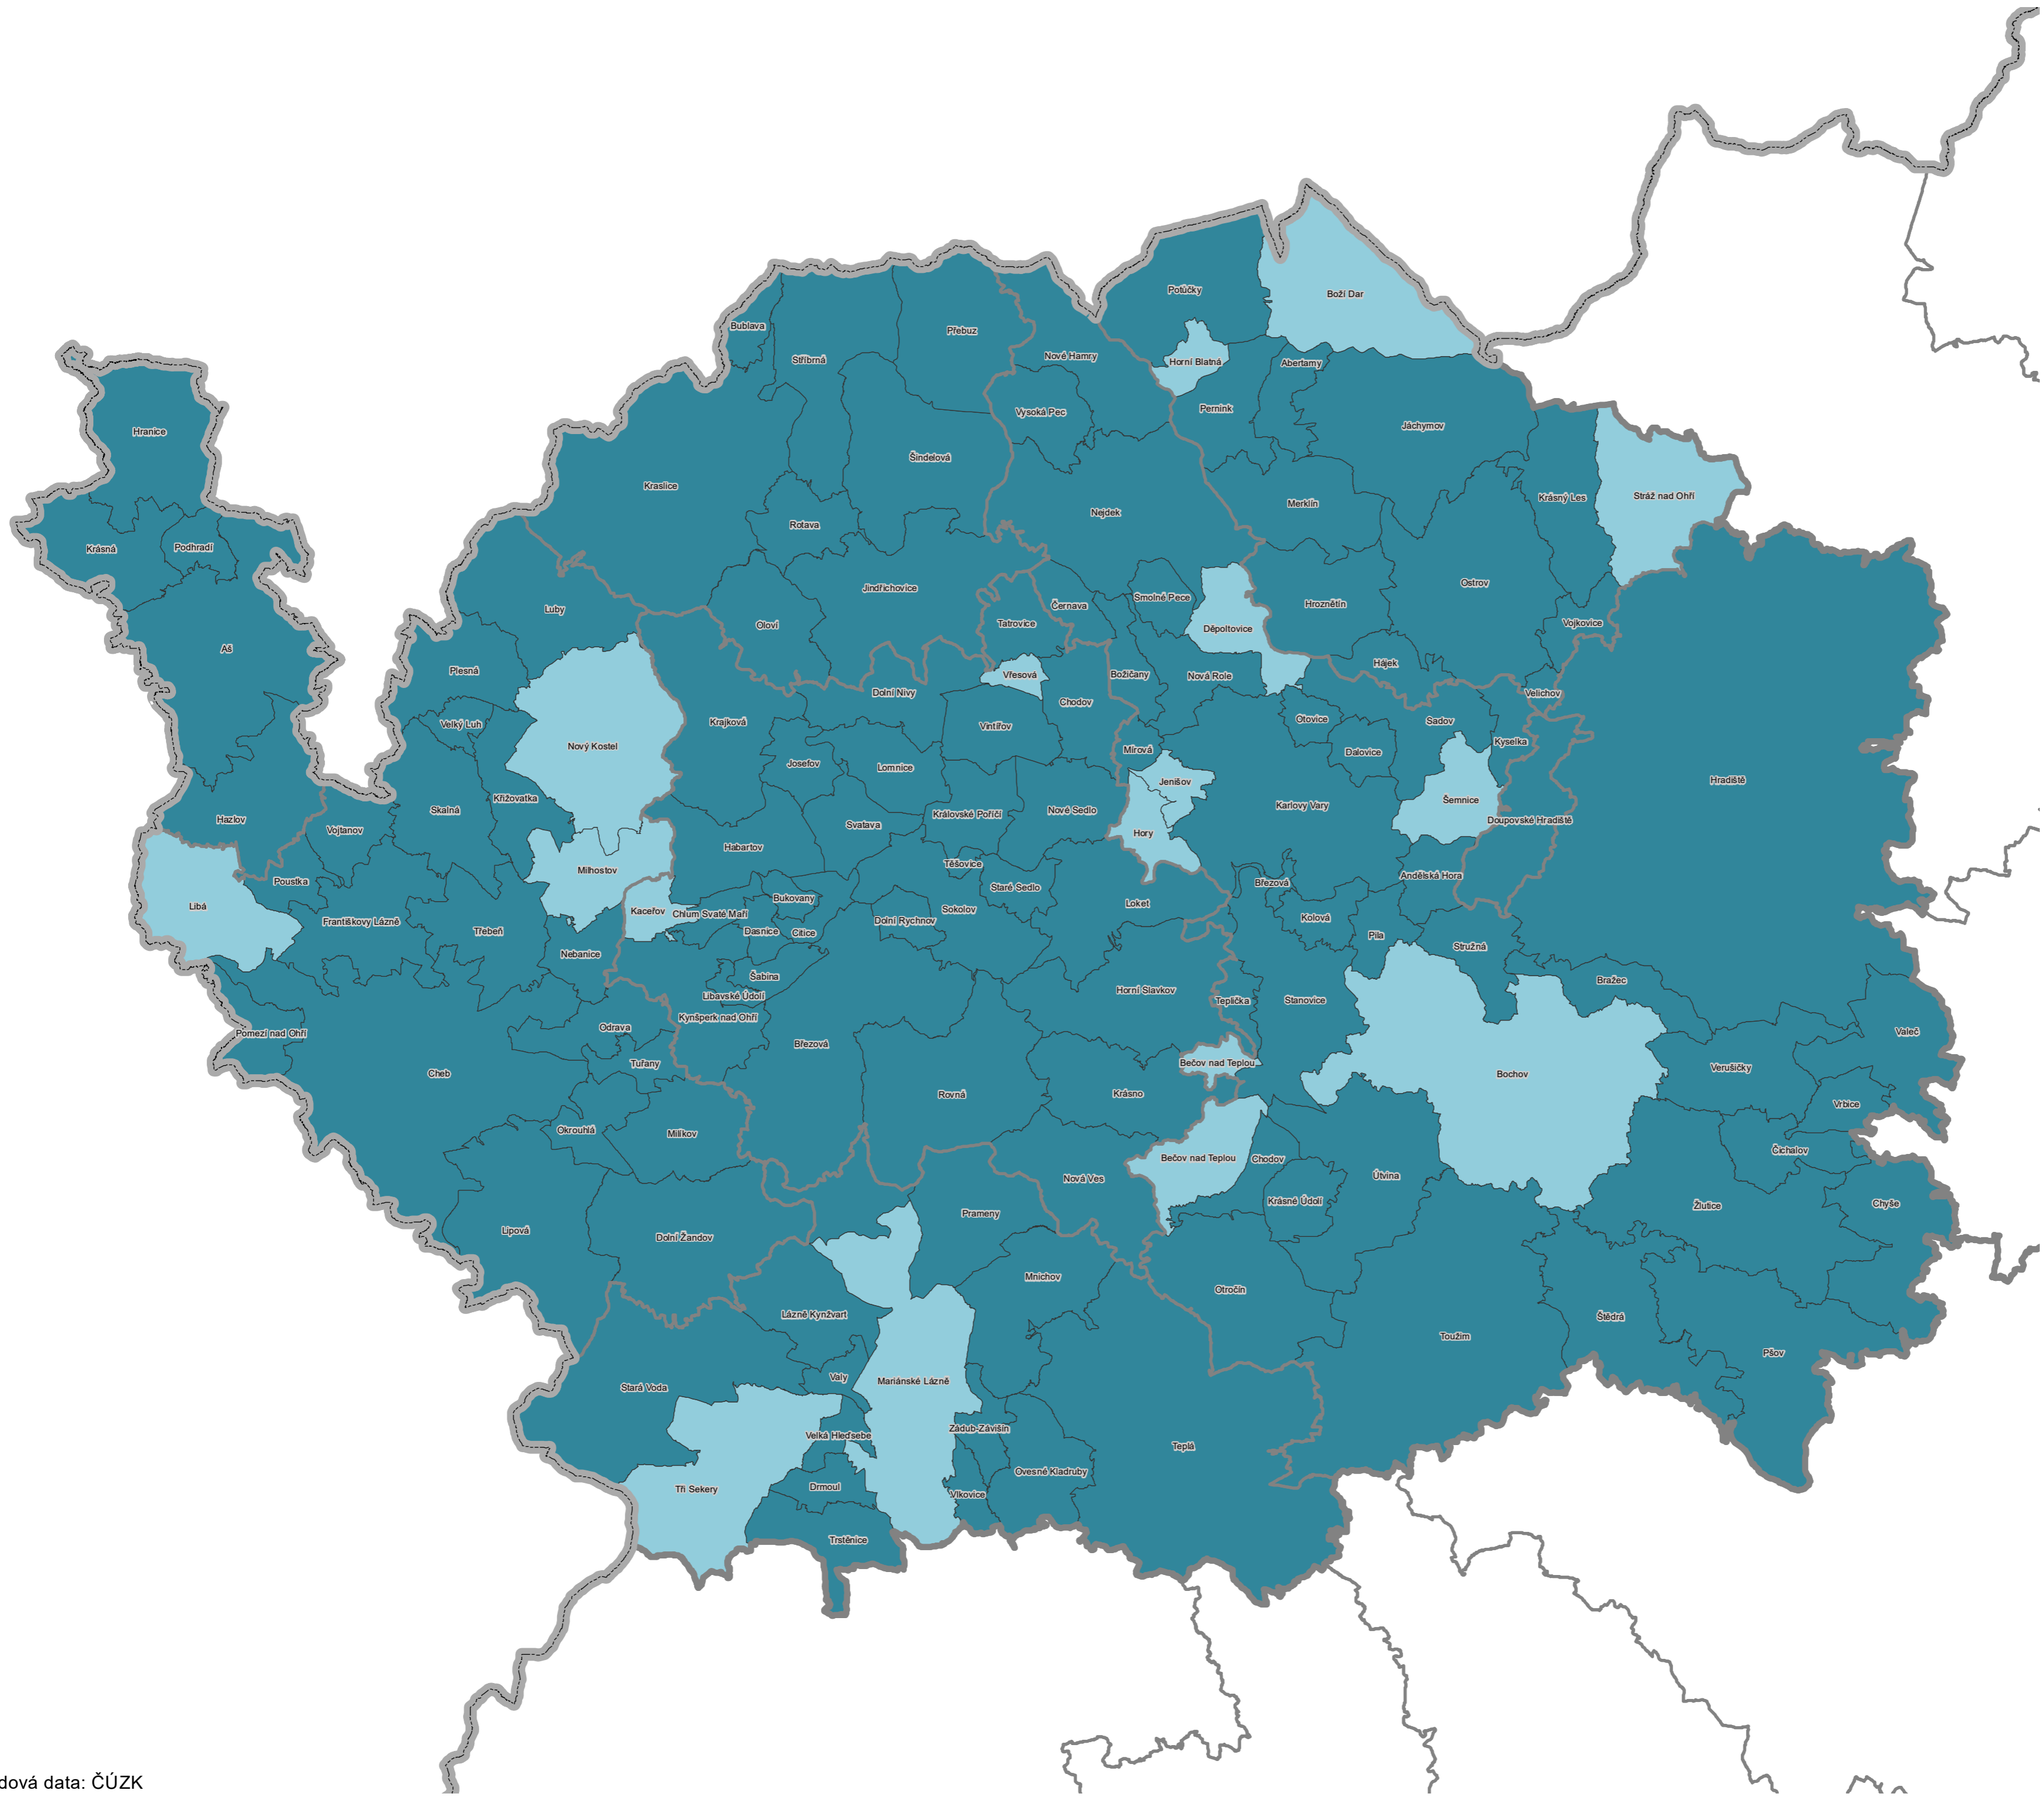 Potůčky
Boží Dar
Bublava
Přebuz
Stříbrná
Nové Hamry
Horní Blatná
Abertamy
Vysoká Pec
Pernink
Jáchymov
Hranice
Šindelová
Kraslice
Krásný Les
Stráž nad Ohří
Merklín
Nejdek
Rotava
Krásná
Podhradí
Ostrov
Jindřichovice
Smolné Pece
Černava
Hroznětín
Luby
Oloví
Tatrovice
Děpoltovice
Vojkovice
Aš
Hájek
Plesná
Vřesová
Božičany
Nová Role
Dolní Nivy
Velichov
Chodov
Otovice
Sadov
Krajková
Velký Luh
Vintířov
Kyselka
Nový Kostel
Mírová
Dalovice
Josefov
Lomnice
Hradiště
Jenišov
Křižovatka
Šemnice
Karlovy Vary
Skalná
Nové Sedlo
Královské Poříčí
Hazlov
Doupovské Hradiště
Svatava
Vojtanov
Hory
Habartov
Těšovice
Milhostov
Andělská Hora
Poustka
Březová
Staré Sedlo
Bukovany
Loket
Libá
Sokolov
Kaceřov
Chlum Svaté Maří
Kolová
Dolní Rychnov
Františkovy Lázně
Třebeň
Dasnice
Citice
Pila
Stružná
Nebanice
Šabina
Bražec
Horní Slavkov
Libavské Údolí
Teplička
Stanovice
Kynšperk nad Ohří
Odrava
Valeč
Pomezí nad Ohří
Březová
Tuřany
Bečov nad Teplou
Verušičky
Cheb
Bochov
Rovná
Krásno
Vrbice
Okrouhlá
Milíkov
Čichalov
Bečov nad Teplou
Chodov
Nová Ves
Útvina
Krásné Údolí
Chyše
Žlutice
Prameny
Lipová
Dolní Žandov
Mnichov
Otročín
Lázně Kynžvart
Štědrá
Toužim
Pšov
Valy
Mariánské Lázně
Stará Voda
Zádub-Závišín
Velká Hleďsebe
Teplá
Ovesné Kladruby
Drmoul
Tři Sekery
Vlkovice
Trstěnice
dová data: ČÚZK